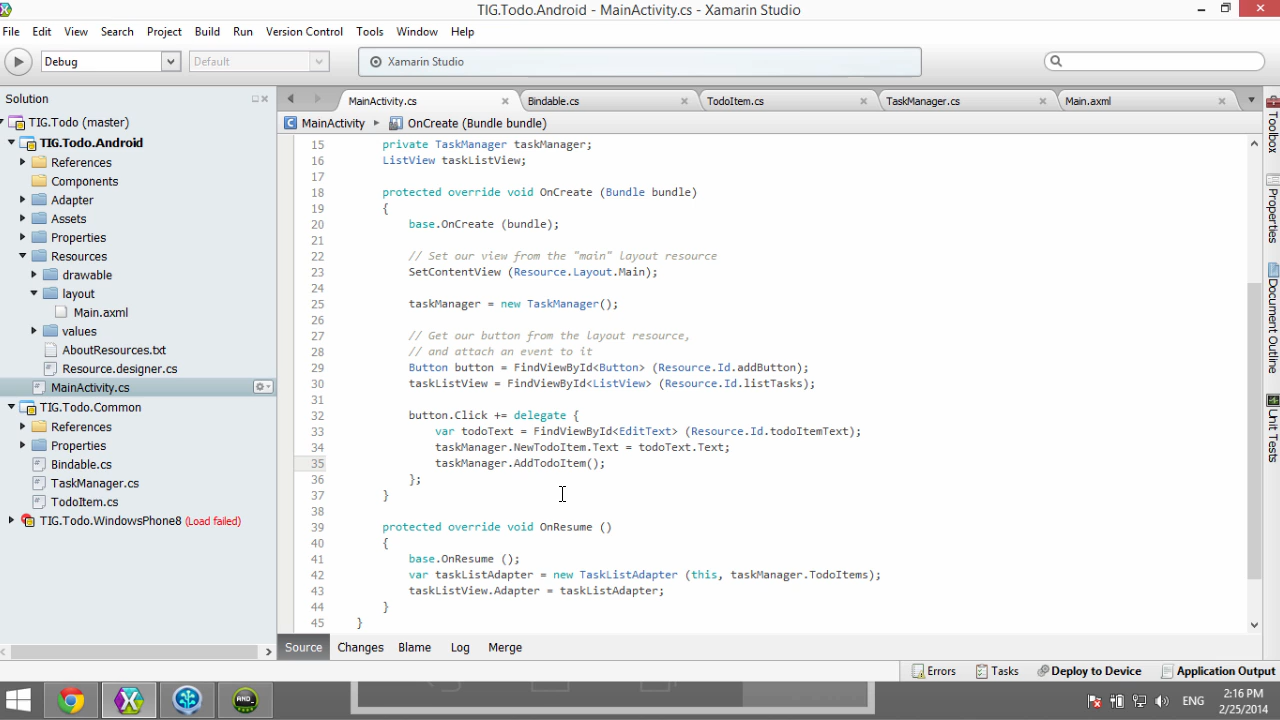 TIG.Todo.Android - MainActivity.cs - Xamarin Studio
File Edit View Search Project Build Run Version Control Tools Window Help
Debug Default Xamarin Studio
Solution
MainActivity.cs Bindable.cs TodoItem.cs TaskManager.cs Main.axml
MainActivity OnCreate (Bundle bundle)
TIG.Todo (master)
TIG.Todo.Android
References
Components
Adapter
Assets
Properties
Resources
drawable
layout
Main.axml
values
AboutResources.txt
Resource.designer.cs
MainActivity.cs
TIG.Todo.Common
References
Properties
Bindable.cs
TaskManager.cs
TodoItem.cs
TIG.Todo.WindowsPhone8 (Load failed)
15 private TaskManager taskManager;
16 ListView taskListView;
17
18 protected override void OnCreate (Bundle bundle)
19 {
20 base.OnCreate (bundle);
21
22 // Set our view from the "main" layout resource
23 SetContentView (Resource.Layout.Main);
24
25 taskManager = new TaskManager();
26
27 // Get our button from the layout resource,
28 // and attach an event to it
29 Button button = FindViewById<Button> (Resource.Id.addButton);
30 taskListView = FindViewById<ListView> (Resource.Id.listTasks);
31
32 button.Click += delegate {
33 var todoText = FindViewById<EditText> (Resource.Id.todoItemText);
34 taskManager.NewTodoItem.Text = todoText.Text;
35 taskManager.AddTodoItem();
36 };
37 }
38
39 protected override void OnResume ()
40 {
41 base.OnResume ();
42 var taskListAdapter = new TaskListAdapter (this, taskManager.TodoItems);
43 taskListView.Adapter = taskListAdapter;
44 }
45 }
Toolbox
Properties
Document Outline
Unit Tests
Source Changes Blame Log Merge
Errors Tasks Deploy to Device Application Output
AND_
ENG
2:16 PM
2/25/2014